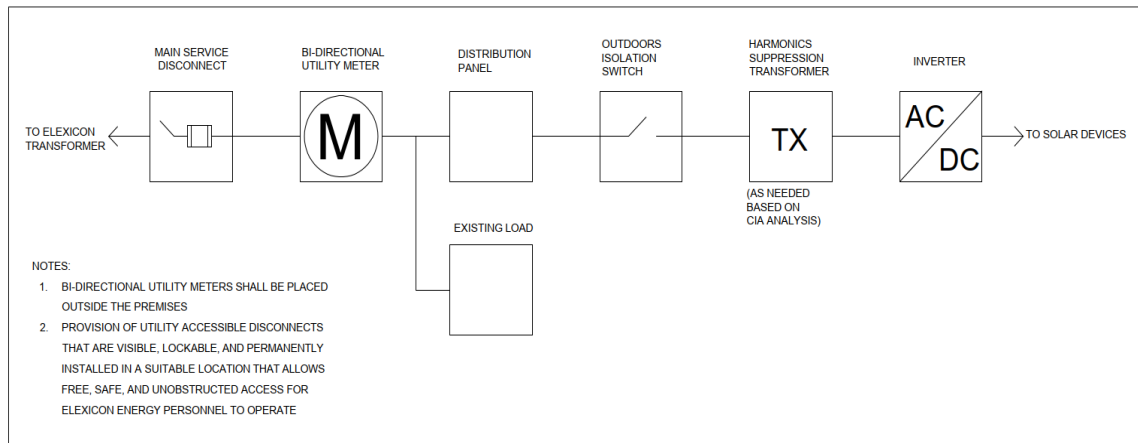 MAIN SERVICE
DISCONNECT
BI-DIRECTIONAL
UTILITY METER
DISTRIBUTION
PANEL
OUTDOORS
ISOLATION
SWITCH
HARMONICS
SUPPRESSION
TRANSFORMER
INVERTER
TO ELEXICON
TRANSFORMER
M
TX
AC
DC
TO SOLAR DEVICES
(AS NEEDED
BASED ON
CIA ANALYSIS)
EXISTING LOAD
NOTES:
1. BI-DIRECTIONAL UTILITY METERS SHALL BE PLACED
OUTSIDE THE PREMISES
2. PROVISION OF UTILITY ACCESSIBLE DISCONNECTS
THAT ARE VISIBLE, LOCKABLE, AND PERMANENTLY
INSTALLED IN A SUITABLE LOCATION THAT ALLOWS
FREE, SAFE, AND UNOBSTRUCTED ACCESS FOR
ELEXICON ENERGY PERSONNEL TO OPERATE